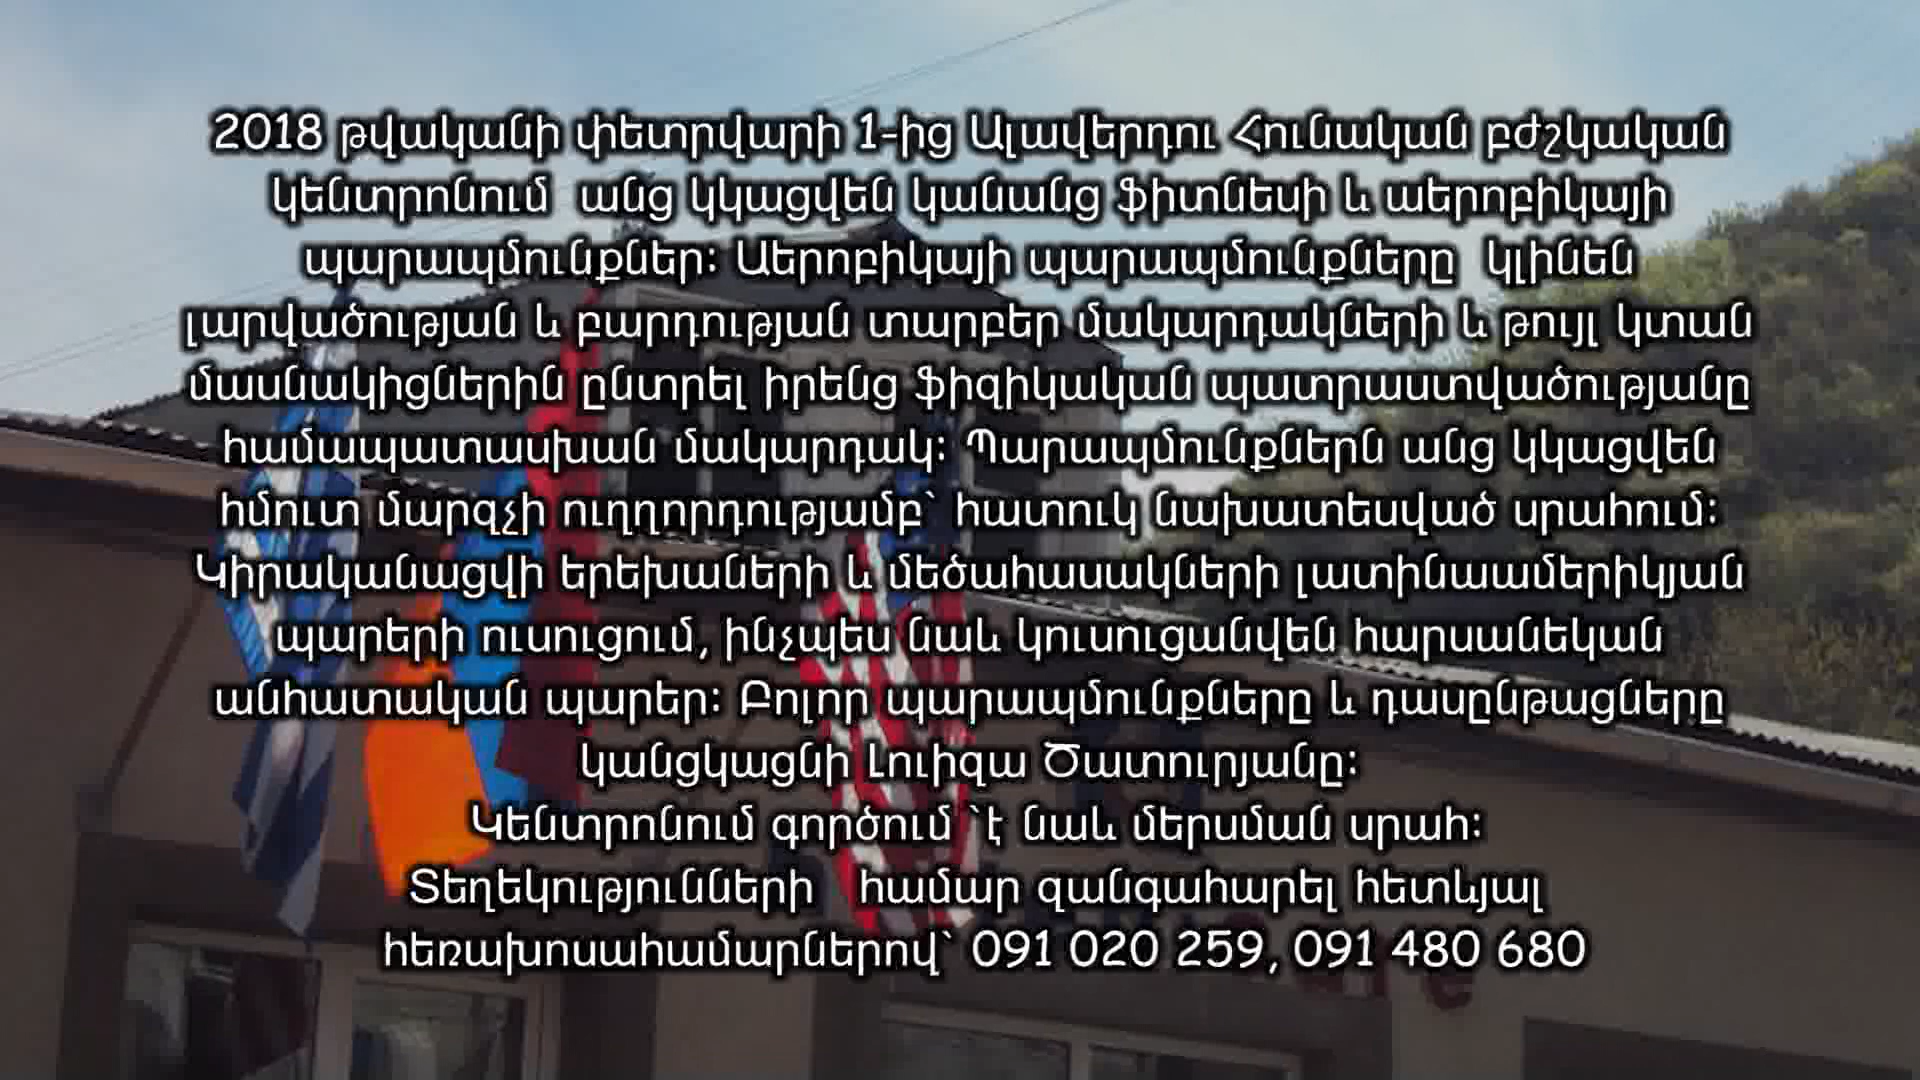 2018 թվականի փետրվարի 1-ից Ալավերդու Հունական բժշկական
կենտրոնում անց կկացվեն կանանց ֆիտնեսի և աերոբիկայի
պարապմունքներ: Աերոբիկայի պարապմունքները կլինեն
լարվածության և բարդության տարբեր մակարդակների և թույլ կտան
մասնակիցներին ընտրել իրենց ֆիզիկական պատրաստվածությանը
համապատասխան մակարդակ: Պարապմունքներն անց կկացվեն
հմուտ մարզչի ուղղորդությամբ՝ հատուկ նախատեսված սրահում:
Կիրականացվի երեխաների և մեծահասակների լատինաամերիկյան
պարերի ուսուցում, ինչպես նաև կուսուցանվեն հարսանեկան
անհատական պարեր: Բոլոր պարապմունքները և դասընթացները
կանցկացնի Լուիզա Ծատուրյանը:
Կենտրոնում գործում ՝է նաև մերսման սրահ:
Տեղեկությունների համար զանգահարել հետևյալ
հեռախոսահամարներով՝ 091 020 259, 091 480 680